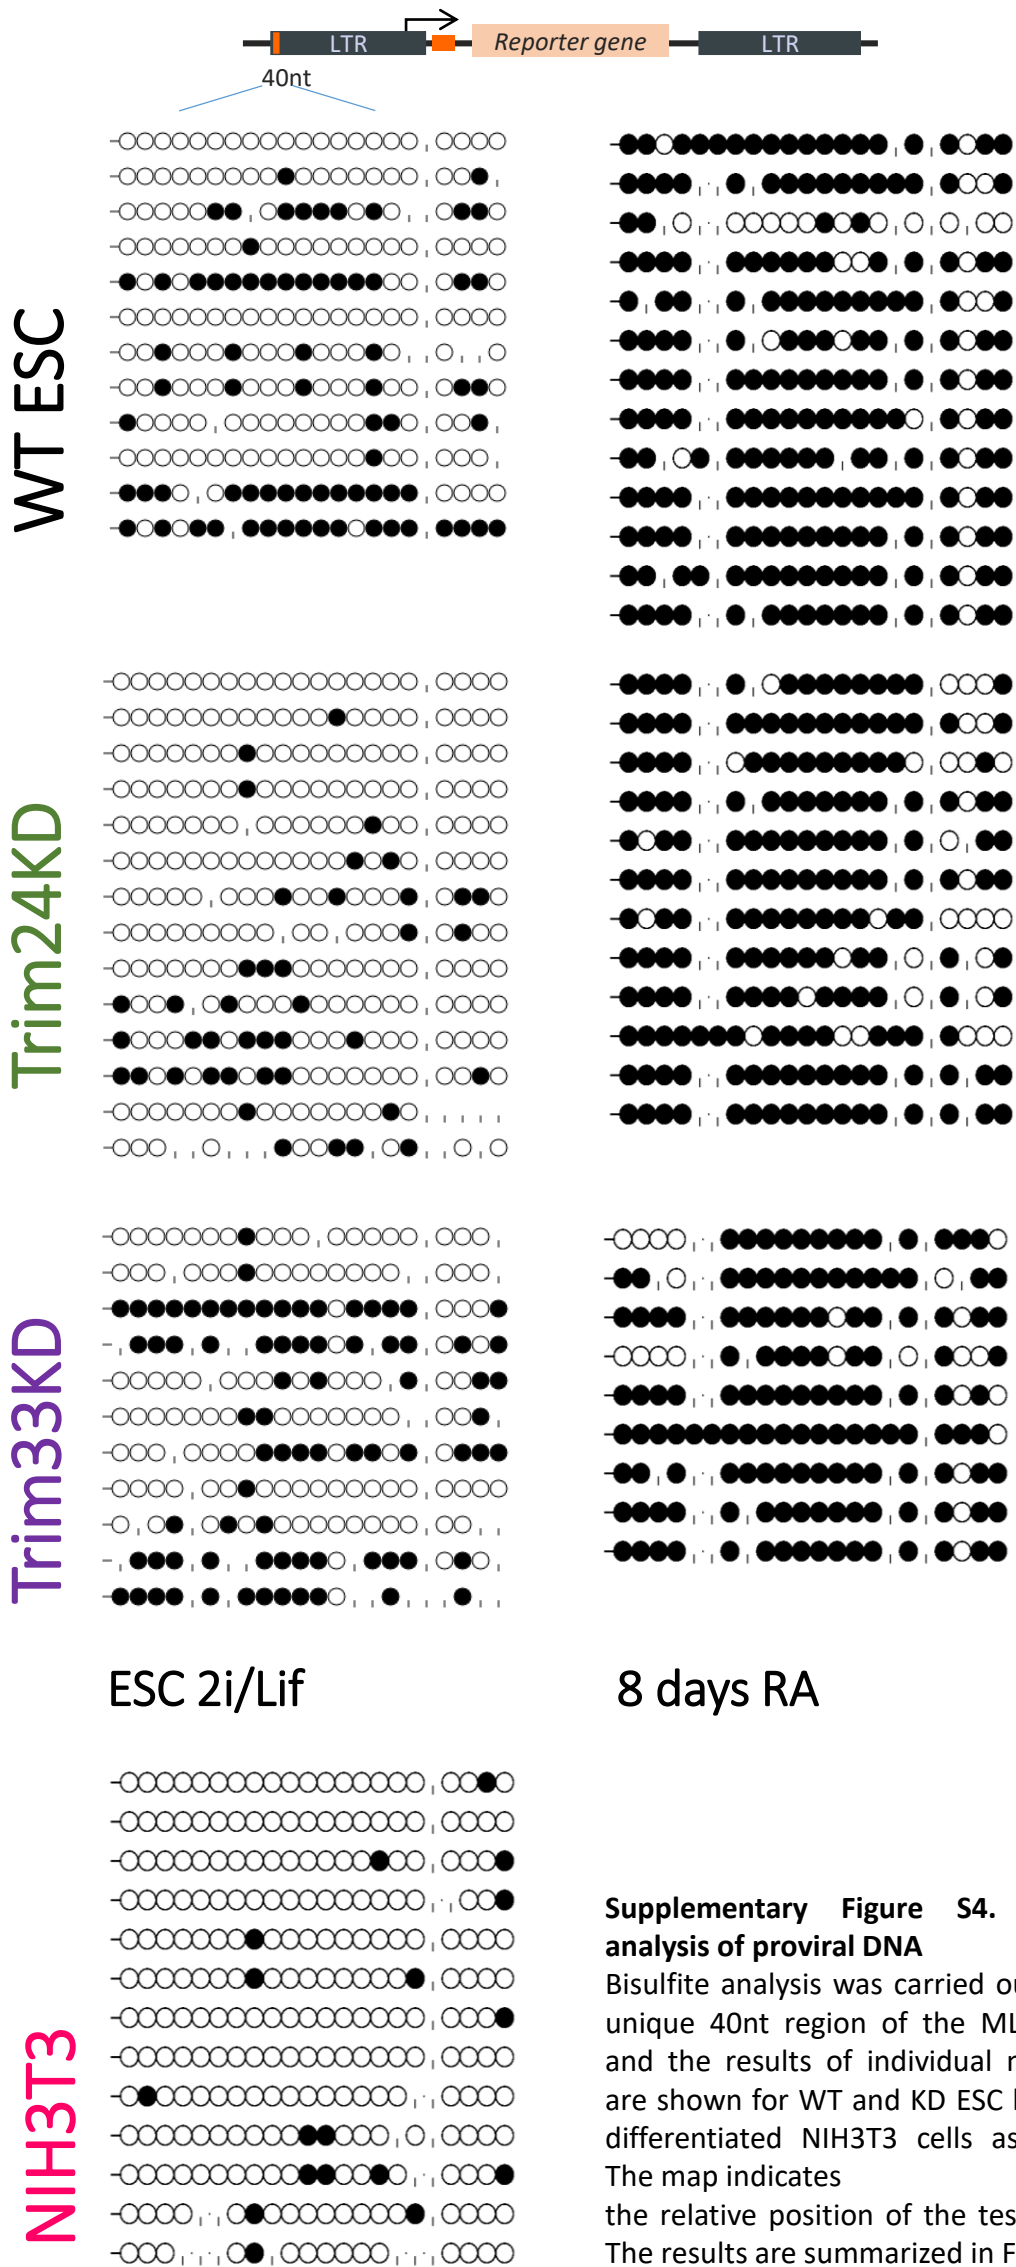 LTR Reporter gene LTR
40nt
WT ESC
Trim24KD
Trim33KD
ESC 2i/Lif 8 days RA
NIH3T3
Supplementary Figure S4.
analysis of proviral DNA
Bisulfite analysis was carried
unique 40nt region of the
and the results of individual
are shown for WT and KD ESC
differentiated NIH3T3 cells as
The map indicates
the relative position of the
The results are summarized in